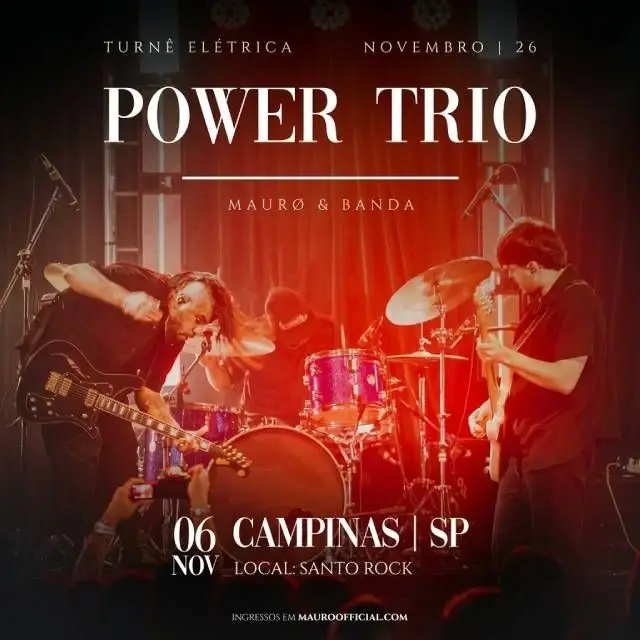 TURNÊ ELÉTRICA NOVEMBRO | 26
POWER TRIO
MAURØ & BANDA
06 NOV
CAMPINAS | SP
LOCAL: SANTO ROCK
INGRESSOS EM MAUROOFFICIAL.COM